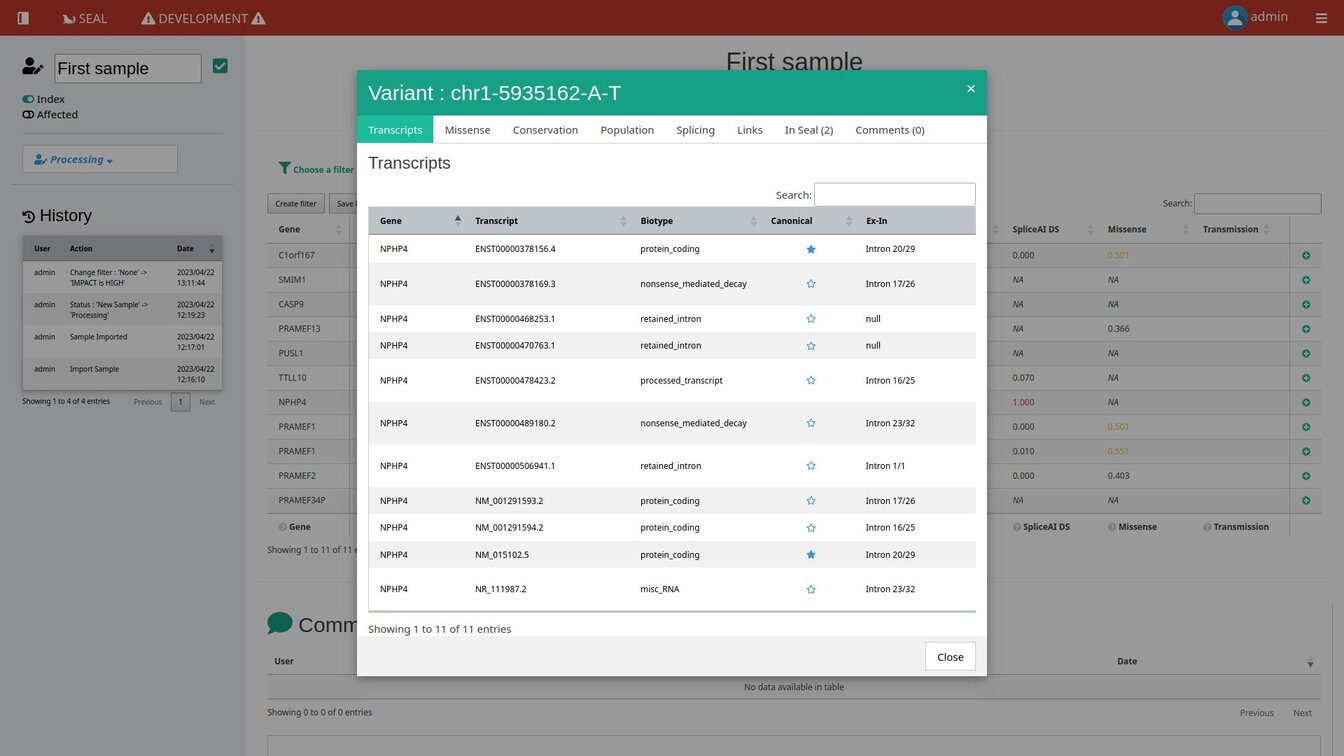 SEAL DEVELOPMENT admin
First sample
Index
Affected
Processing
History
User Action Date
admin Change filter : 'None' -> 2023/04/22
'IMPACT is HIGH' 13:11:44
admin Status : 'New Sample' -> 2023/04/22
'Processing' 12:19:23
admin Sample Imported 2023/04/22
12:17:01
admin Import Sample 2023/04/22
12:16:10
Showing 1 to 4 of 4 entries Previous 1 Next
First sample
Choose a filter
Create filter Save
Search:
Gene SpliceAI DS Missense Transmission
C1orf167 0.000 0.501
SMIM1 NA NA
CASP9 NA NA
PRAMEF13 NA 0.366
PUSL1 NA NA
TTLL10 0.070 NA
NPHP4 1.000 NA
PRAMEF1 0.000 0.501
PRAMEF1 0.010 0.551
PRAMEF2 0.000 0.403
PRAMEF34P NA NA
Gene SpliceAI DS Missense Transmission
Showing 1 to 11 of 11 e
Variant : chr1-5935162-A-T ×
Transcripts Missense Conservation Population Splicing Links In Seal (2) Comments (0)
Transcripts
Search:
Gene Transcript Biotype Canonical Ex-In
NPHP4 ENST00000378156.4 protein_coding Intron 20/29
NPHP4 ENST00000378169.3 nonsense_mediated_decay Intron 17/26
NPHP4 ENST00000468253.1 retained_intron null
NPHP4 ENST00000470763.1 retained_intron null
NPHP4 ENST00000478423.2 processed_transcript Intron 16/25
NPHP4 ENST00000489180.2 nonsense_mediated_decay Intron 23/32
NPHP4 ENST00000506941.1 retained_intron Intron 1/1
NPHP4 NM_001291593.2 protein_coding Intron 17/26
NPHP4 NM_001291594.2 protein_coding Intron 16/25
NPHP4 NM_015102.5 protein_coding Intron 20/29
NPHP4 NR_111987.2 misc_RNA Intron 23/32
Showing 1 to 11 of 11 entries
Close
Comm
User Date
No data available in table
Showing 0 to 0 of 0 entries Previous Next